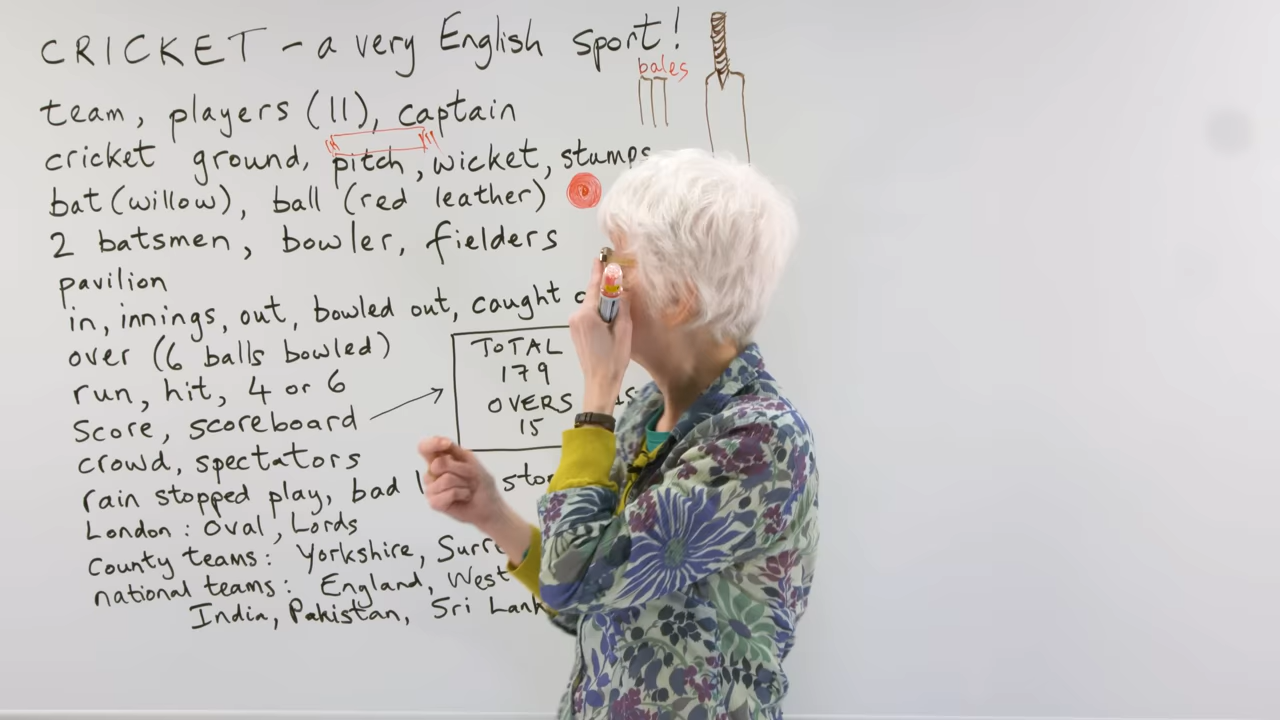 CRICKET - a very English sport!
bales
team, players (11), captain
cricket ground, pitch, wicket, stumps
bat (willow), ball (red leather)
2 batsmen, bowler, fielders
pavilion
in, innings, out, bowled out, caught
over (6 balls bowled)
run, hit, 4 or 6
score, scoreboard
TOTAL
179
OVERS
15
crowd, spectators
rain stopped play, bad
London: Oval, Lords
county teams: Yorkshire,
national teams: England, West
India, Pakistan, Sri